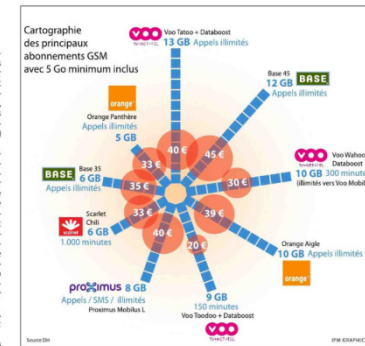 Cartographie
des principaux
abonnements GSM
avec 5 Go minimum inclus
VOO
Voo Tatoo + Databoost
13 GB Appels illimités
Base 45
12 GB BASE
Appels illimités
VOO
Voo Wahoo
Databoost
10 GB 300 minutes
(illimités vers Voo Mobile
Orange Aigle
10 GB Appels illimités
orange
9 GB
150 minutes
Voo Toodoo + Databoost
VOO
proximus 8 GB
Appels / SMS / illimités
Proximus Mobilus L
Scarlet
Chili
scarlet 6 GB
1.000 minutes
BASE
Base 35
6 GB
Appels illimités
orange
Orange Panthère
Appels illimités
5 GB
40 €
45 €
30 €
39 €
20 €
40 €
33 €
35 €
33 €
Source DH
IPM GRAPHIC